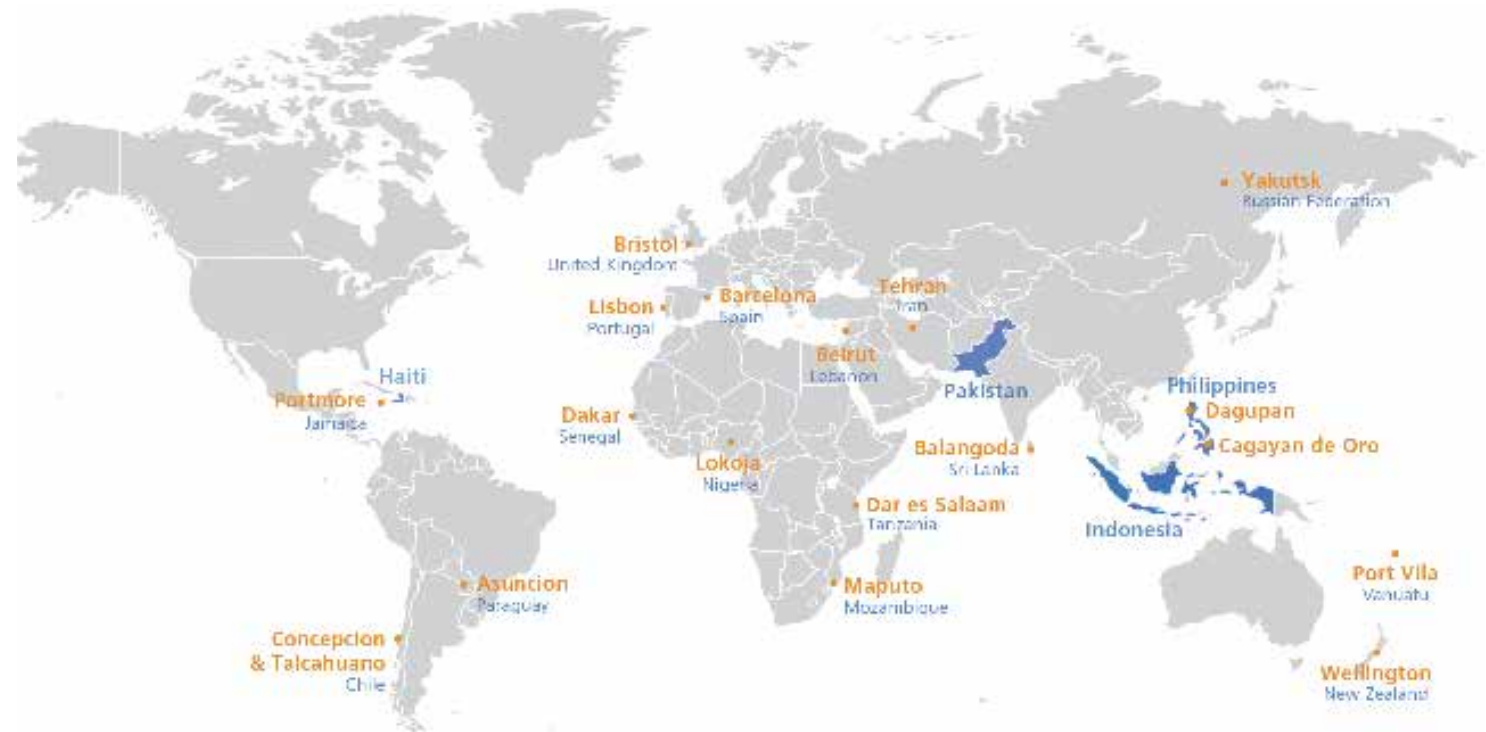 Yakutsk
Russian Federation
Bristol
United Kingdom
Tehran
Iran
Barcelona
Spain
Lisbon
Portugal
Beirut
Lebanon
Pakistan
Haiti
Portmore
Jamaica
Philippines
Dagupan
Cagayan de Oro
Dakar
Senegal
Lokoja
Nigeria
Balangoda
Sri Lanka
Dar es Salaam
Tanzania
Indonesia
Asuncion
Paraguay
Maputo
Mozambique
Port Vila
Vanuatu
Concepcion
& Talcahuano
Chile
Wellington
New Zealand